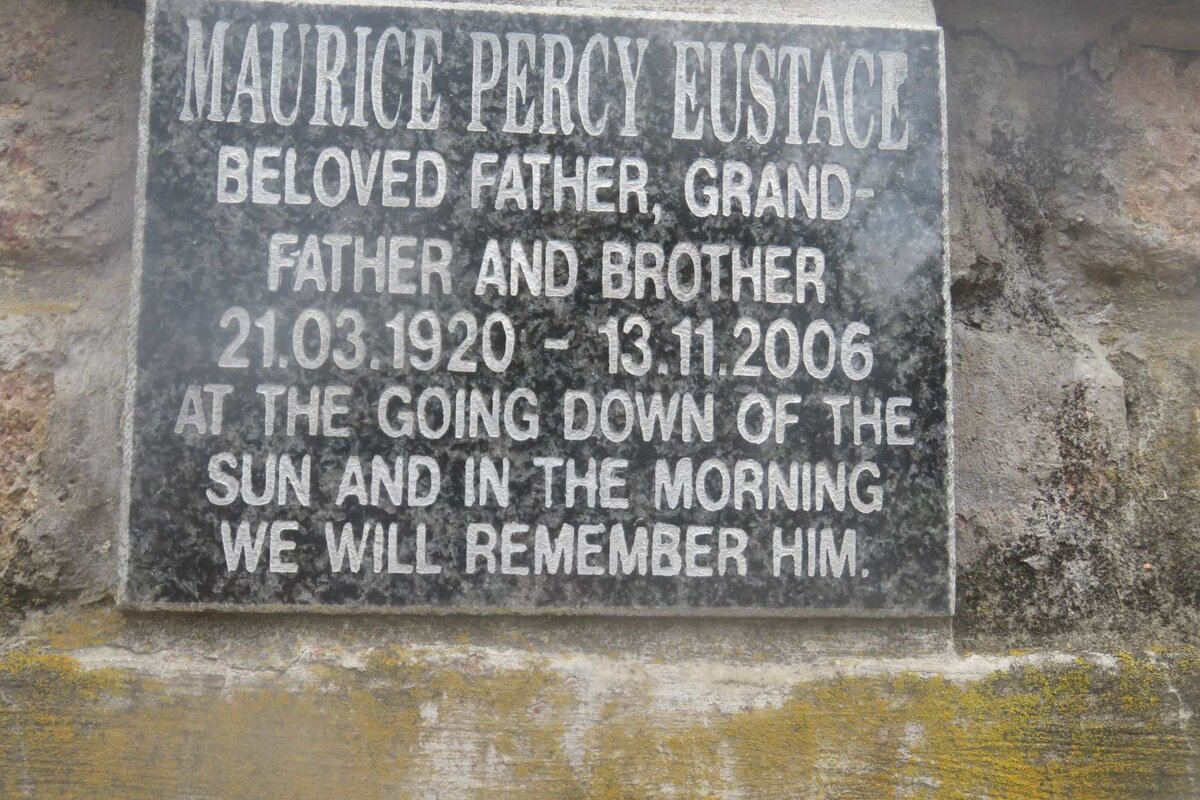 MAURICE PERCY EUSTACE
BELOVED FATHER, GRAND-
FATHER AND BROTHER
21.03.1920 - 13.11.2006
AT THE GOING DOWN OF THE
SUN AND IN THE MORNING
WE WILL REMEMBER HIM.